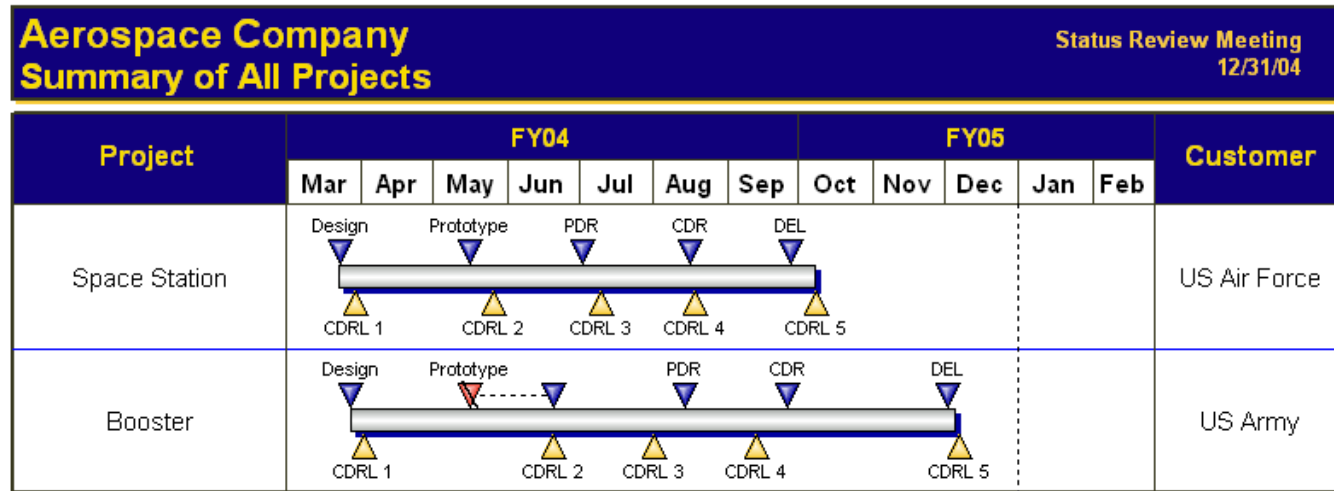 Aerospace Company
Summary of All Projects
Status Review Meeting
12/31/04
Project
FY04
FY05
Customer
Mar Apr May Jun Jul Aug Sep Oct Nov Dec Jan Feb
Design Prototype PDR CDR DEL
Space Station
US Air Force
CDRL 1 CDRL 2 CDRL 3 CDRL 4 CDRL 5
Design Prototype PDR CDR DEL
Booster
US Army
CDRL 1 CDRL 2 CDRL 3 CDRL 4 CDRL 5